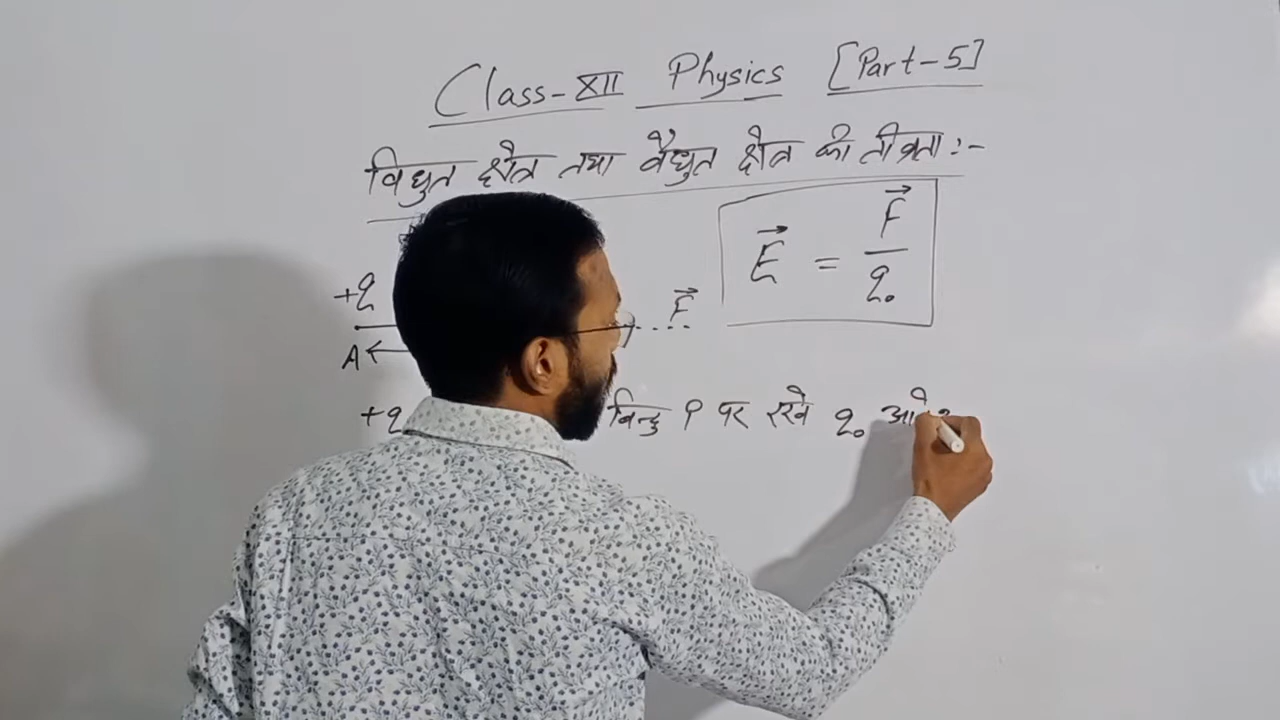 Class-XII Physics [Part-5]
विधुत क्षेत्र तथा वैधुत क्षेत्र की तीव्रता :-
+q F E = F / q₀
A ←
+q बिन्दु P पर रखे q₀